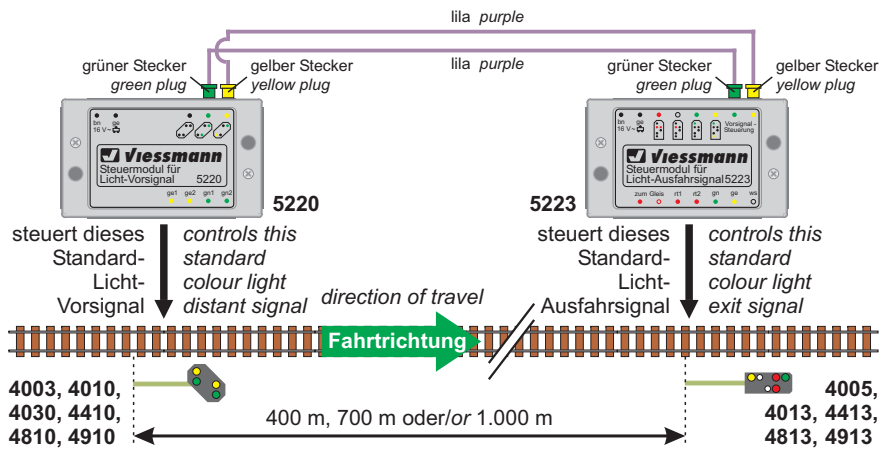 lila purple
grüner Stecker
green plug
gelber Stecker
yellow plug
lila purple
grüner Stecker
green plug
gelber Stecker
yellow plug
bn ge
16 V~
Viessmann
Steuermodul für
Licht-Vorsignal 5220
ge1 ge2 gn1 gn2
5220
bn ge
16 V~
Vorsignal-
Steuerung
Viessmann
Steuermodul für
Licht-Ausfahrsignal 5223
zum Gleis rt1 rt2 gn ge ws
5223
steuert dieses
Standard-
Licht-
Vorsignal
controls this
standard
colour light
distant signal
direction of travel
Fahrtrichtung
steuert dieses
Standard-
Licht-
Ausfahrsignal
controls this
standard
colour light
exit signal
4003, 4010,
4030, 4410,
4810, 4910
400 m, 700 m oder/or 1.000 m
4005,
4013, 4413,
4813, 4913